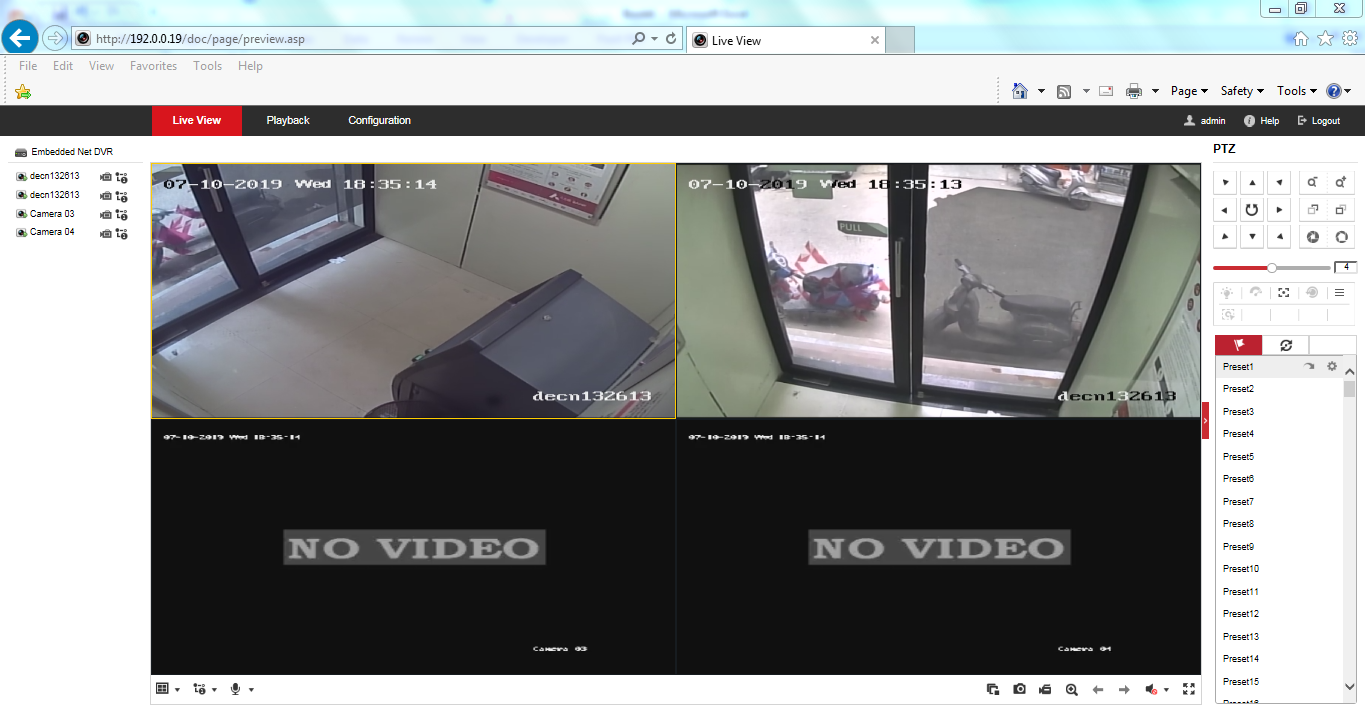 http://192.0.0.19/doc/page/preview.asp
Live View
File Edit View Favorites Tools Help
Page Safety Tools
Live View Playback Configuration
admin Help Logout
Embedded Net DVR
decn132613
decn132613
Camera 03
Camera 04
07-10-2019 Wed 18:35:14
decn132613
07-10-2019 Wed 18:35:13
PULL
decn132613
07-10-2019 Wed 18:35:14
NO VIDEO
Camera 03
07-10-2019 Wed 18:35:14
NO VIDEO
Camera 04
PTZ
4
Preset1
Preset2
Preset3
Preset4
Preset5
Preset6
Preset7
Preset8
Preset9
Preset10
Preset11
Preset12
Preset13
Preset14
Preset15